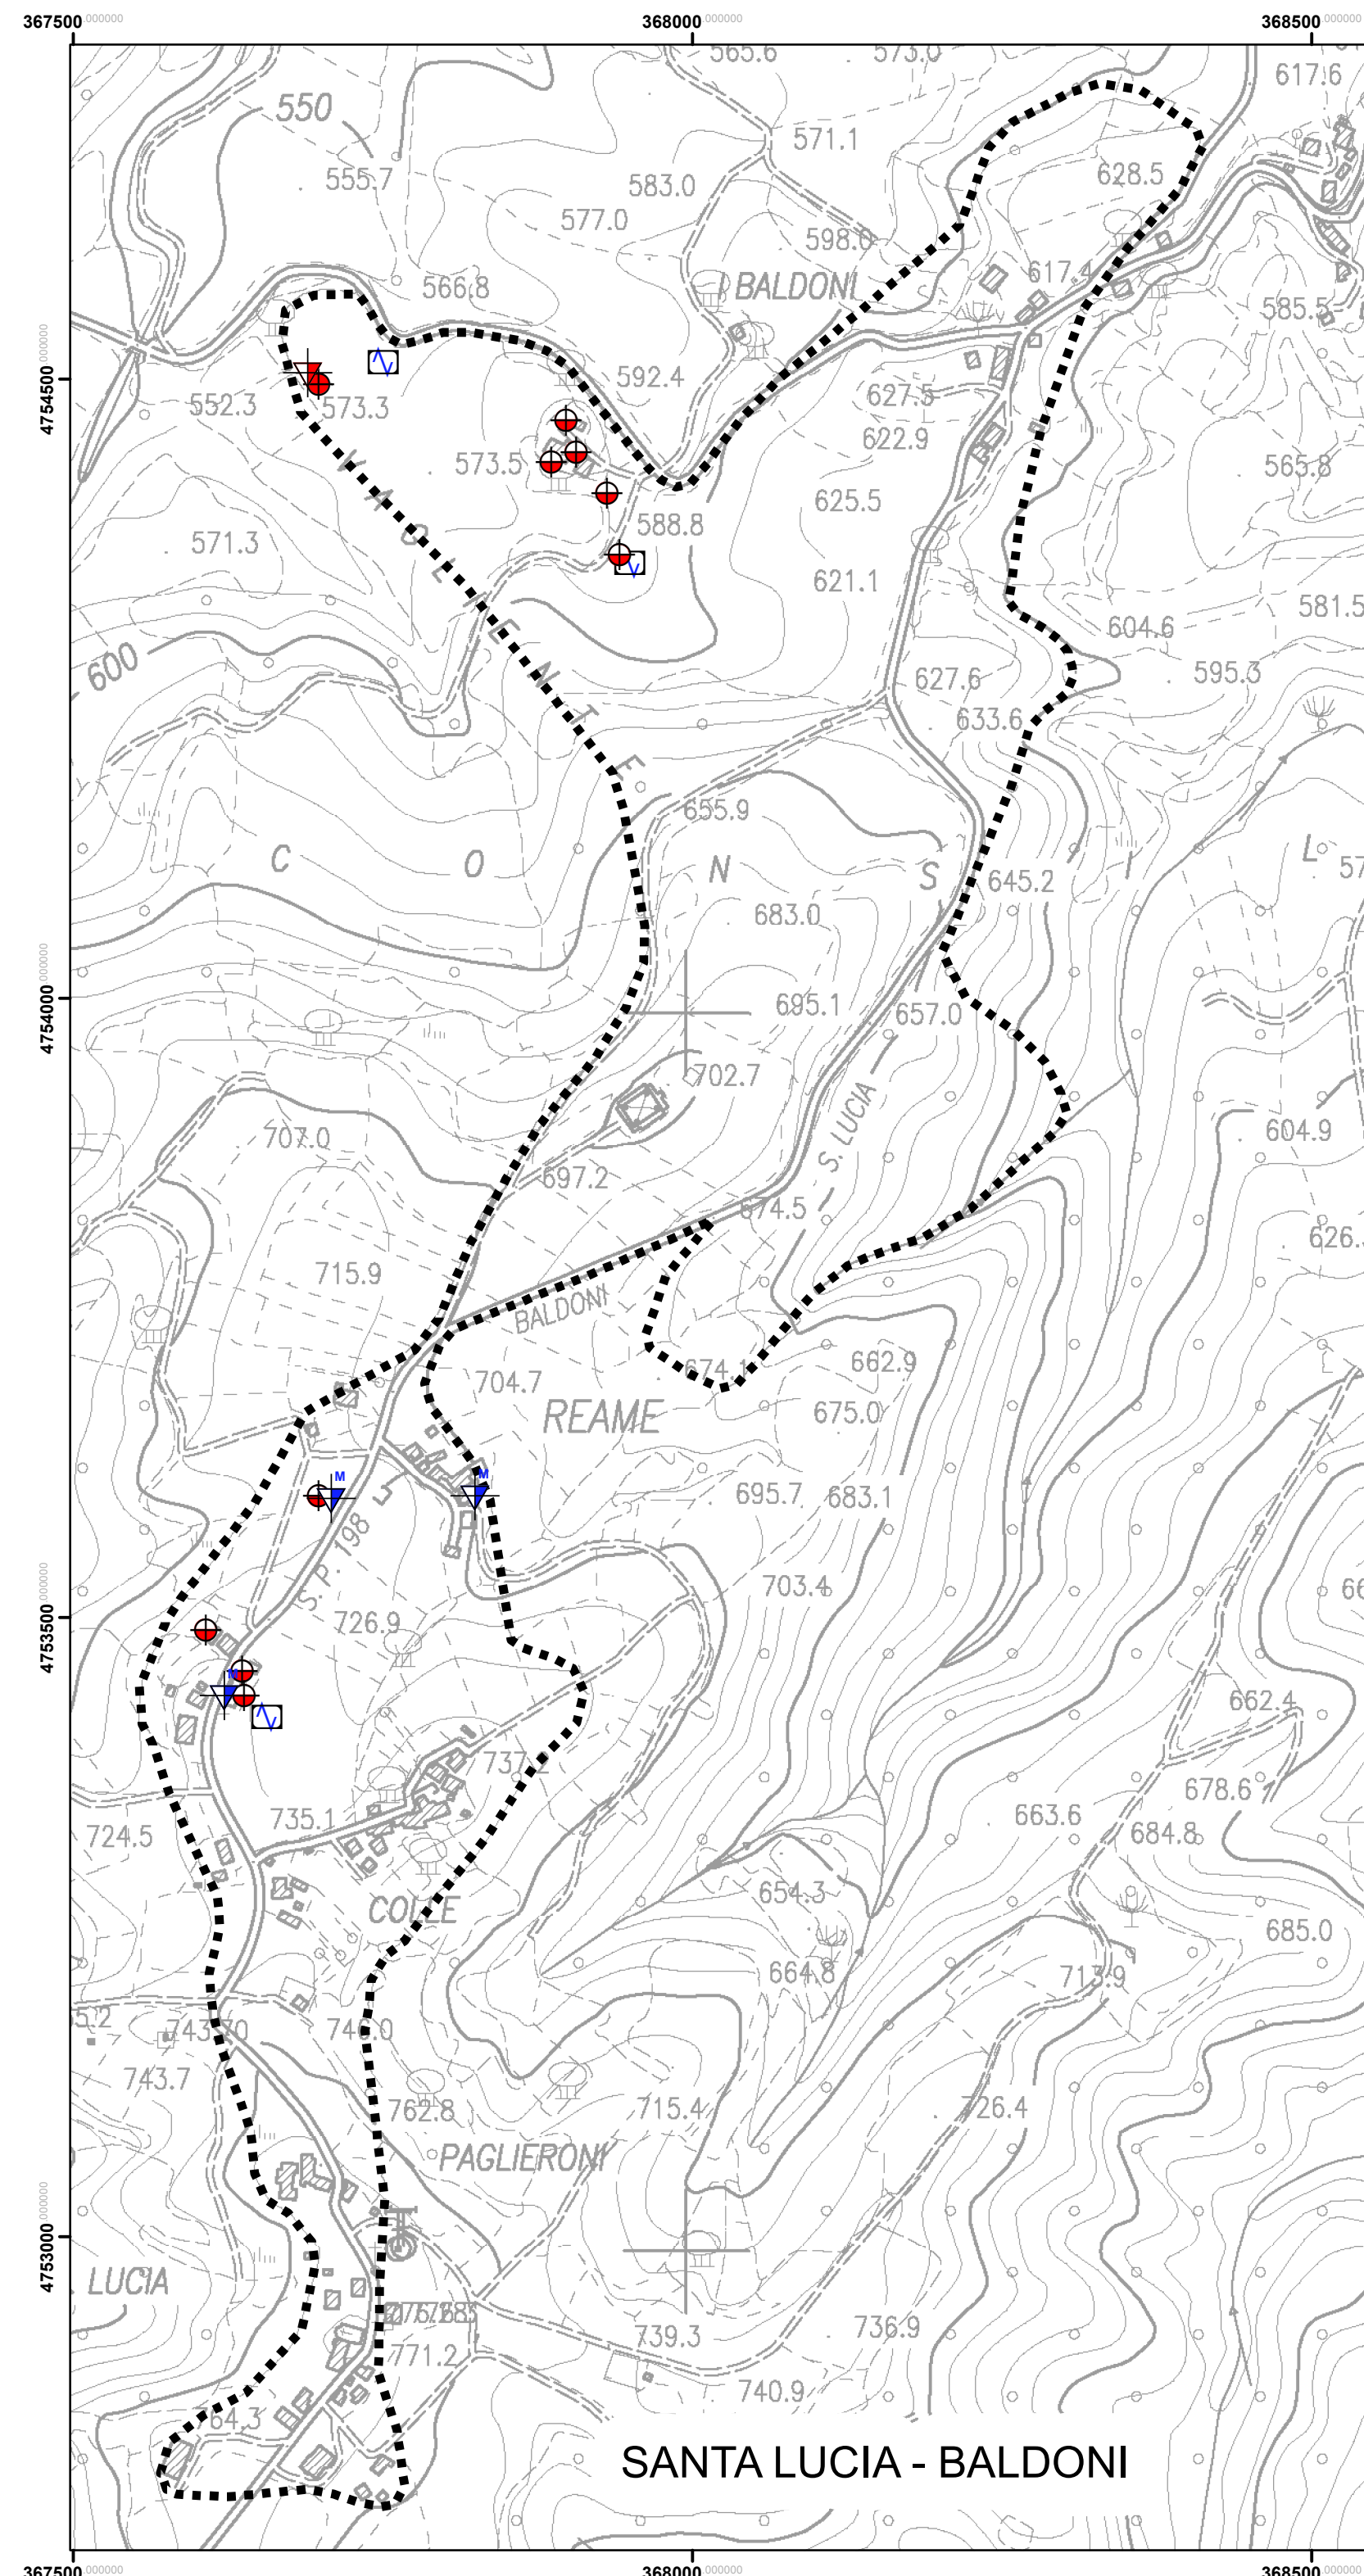 367500.000000 368000.000000 368500.000000
565.6 573.0 617.6
550
571.1
555.7 583.0 628.5
577.0
598.0
617.4
566.8 I BALDONI
585.5
4754500.000000
592.4
552.3 573.3 627.5
622.9
573.5 565.8
625.5
588.8
571.3
621.1
581.5
604.6
600
627.6 595.3
633.6
V A G L I E N T E
655.9
C O N S I L
645.2
683.0
4754000.000000
695.1 657.0
702.7
S. LUCIA
707.0 604.9
697.2
674.5
626.
715.9
BALDONI
662.9
704.7
REAME 675.0
M M
695.7 683.1
S. P. 198
703.4
4753500.000000
726.9
M
662.4
737.2
678.6
735.1 663.6
724.5 684.8
654.3
COLLE
685.0
664.8 713.9
5.2 743.70 740.0
743.7
762.8 715.4 726.4
PAGLIERONI
4753000.000000
LUCIA
739.3 736.9
771.2
740.9
764.3
SANTA LUCIA - BALDONI
367500.000000 368000.000000 368500.000000